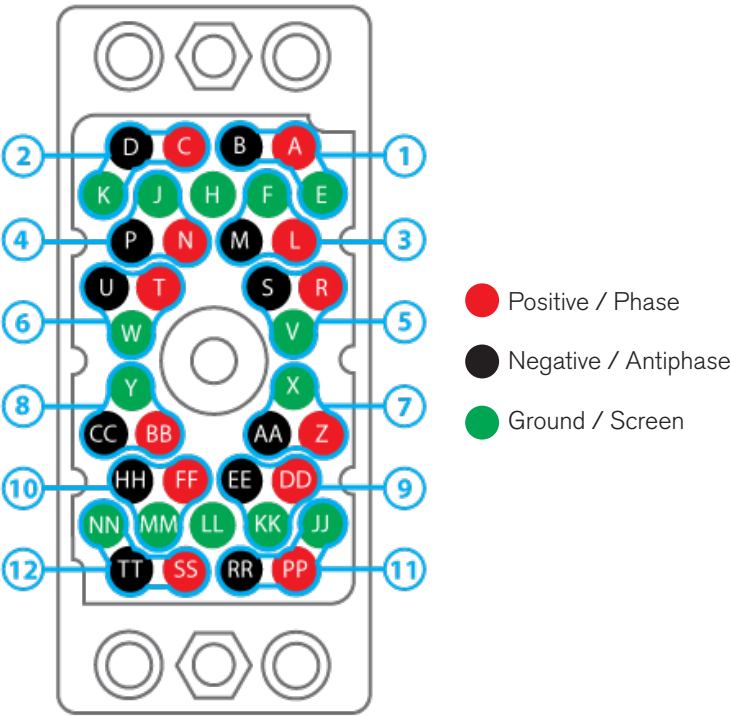 2 D C B A 1
K J H F E
4 P N M L 3
U T S R
6 W V 5
8 Y X 7
CC BB AA Z
10 HH FF EE DD 9
NN MM LL KK JJ
12 TT SS RR PP 11
Positive / Phase
Negative / Antiphase
Ground / Screen